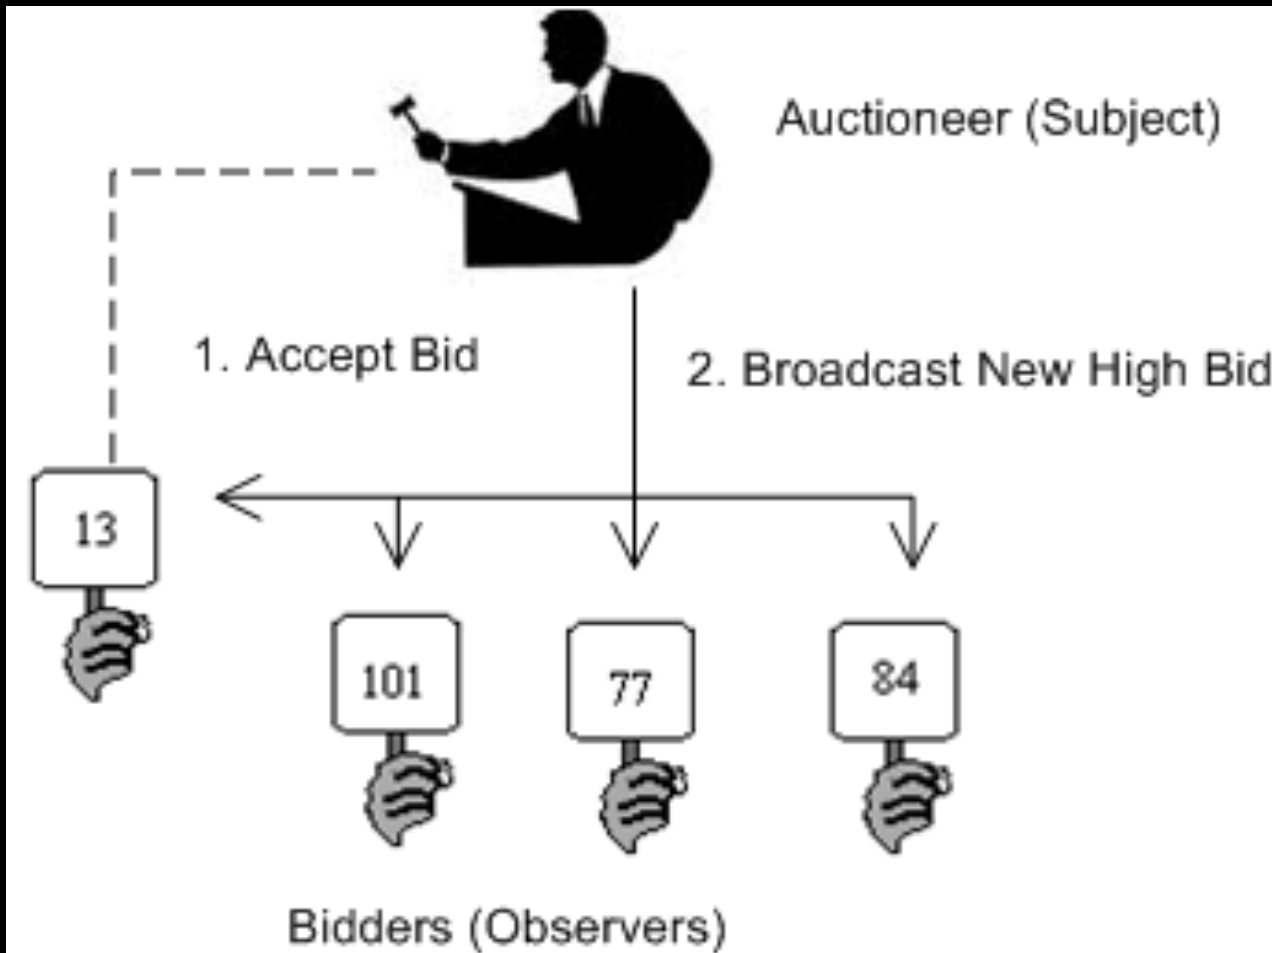 Auctioneer (Subject)
1. Accept Bid
2. Broadcast New High Bid
13
101
77
84
Bidders (Observers)